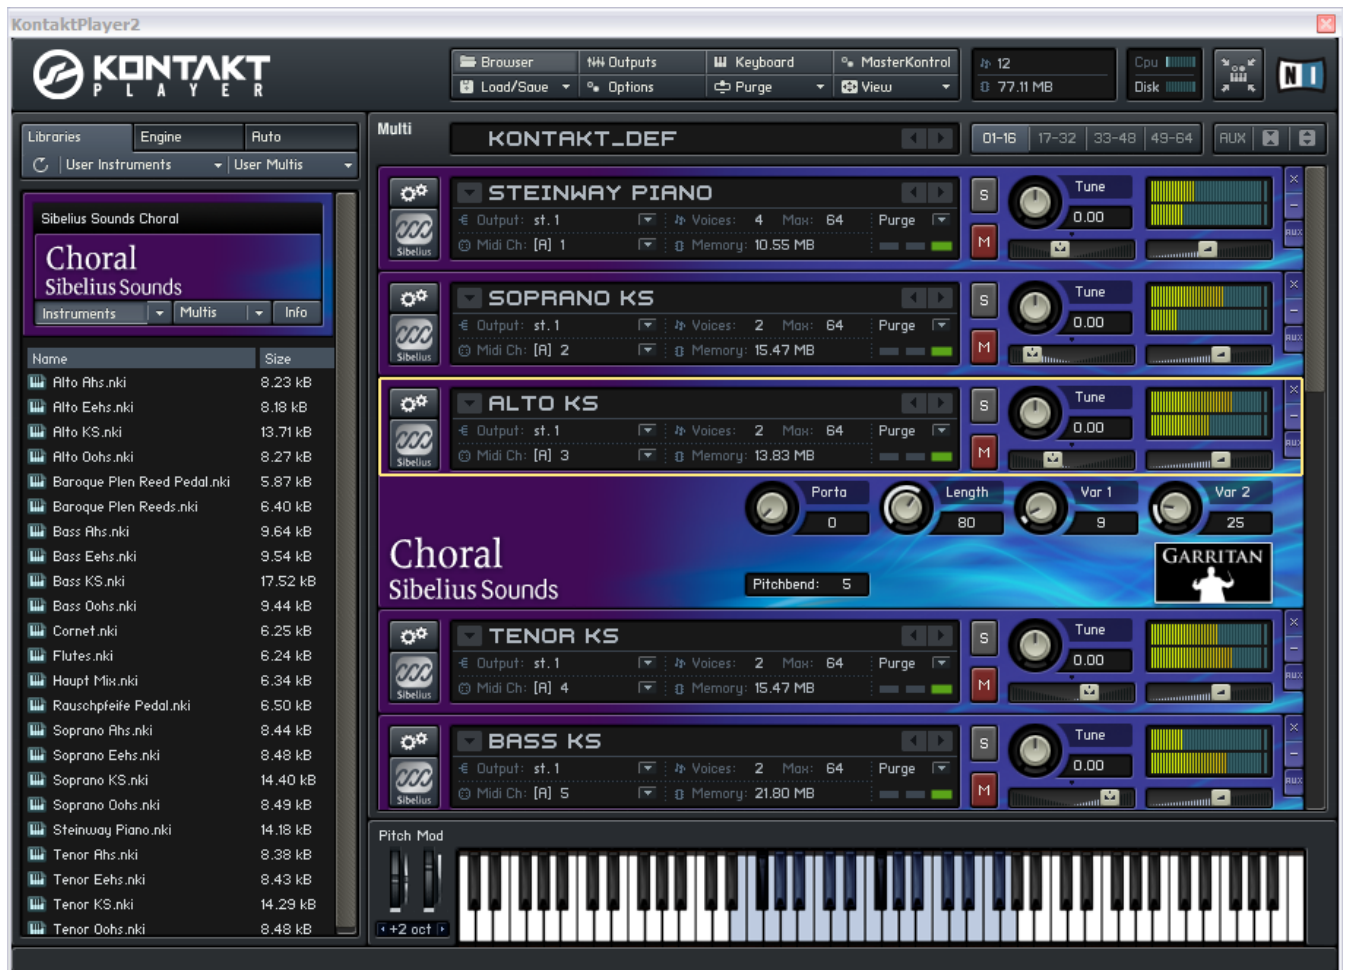 KontaktPlayer2
KONTAKT
PLAYER
Browser Outputs Keyboard MasterKontrol
Load/Save Options Purge View
12
77.11 MB
Cpu
Disk
NI
Libraries Engine Auto
User Instruments User Multis
Sibelius Sounds Choral
Choral
Sibelius Sounds
Instruments Multis Info
Name Size
Alto Ahs.nki 8.23 kB
Alto Eehs.nki 8.18 kB
Alto KS.nki 13.71 kB
Alto Oohs.nki 8.27 kB
Baroque Plen Reed Pedal.nki 5.87 kB
Baroque Plen Reeds.nki 6.40 kB
Bass Ahs.nki 9.64 kB
Bass Eehs.nki 9.54 kB
Bass KS.nki 17.52 kB
Bass Oohs.nki 9.44 kB
Cornet.nki 6.25 kB
Flutes.nki 6.24 kB
Haupt Mix.nki 6.34 kB
Rauschpfeife Pedal.nki 6.50 kB
Soprano Ahs.nki 8.44 kB
Soprano Eehs.nki 8.48 kB
Soprano KS.nki 14.40 kB
Soprano Oohs.nki 8.49 kB
Steinway Piano.nki 14.18 kB
Tenor Ahs.nki 8.38 kB
Tenor Eehs.nki 8.43 kB
Tenor KS.nki 14.29 kB
Tenor Oohs.nki 8.48 kB
Multi KONTAKT_DEF 01-16 17-32 33-48 49-64 AUX
STEINWAY PIANO S Tune
Output: st. 1 Voices: 4 Max: 64 Purge 0.00
Midi Ch: [A] 1 Memory: 10.55 MB M AUX
Sibelius
SOPRANO KS S Tune
Output: st. 1 Voices: 2 Max: 64 Purge 0.00
Midi Ch: [A] 2 Memory: 15.47 MB M AUX
Sibelius
ALTO KS S Tune
Output: st. 1 Voices: 2 Max: 64 Purge 0.00
Midi Ch: [A] 3 Memory: 13.83 MB M AUX
Sibelius
Porta Length Var 1 Var 2
0 80 9 25
Choral
Sibelius Sounds
Pitchbend: 5
GARRITAN
TENOR KS S Tune
Output: st. 1 Voices: 2 Max: 64 Purge 0.00
Midi Ch: [A] 4 Memory: 15.47 MB M AUX
Sibelius
BASS KS S Tune
Output: st. 1 Voices: 2 Max: 64 Purge 0.00
Midi Ch: [A] 5 Memory: 21.80 MB M AUX
Sibelius
Pitch Mod
+2 oct